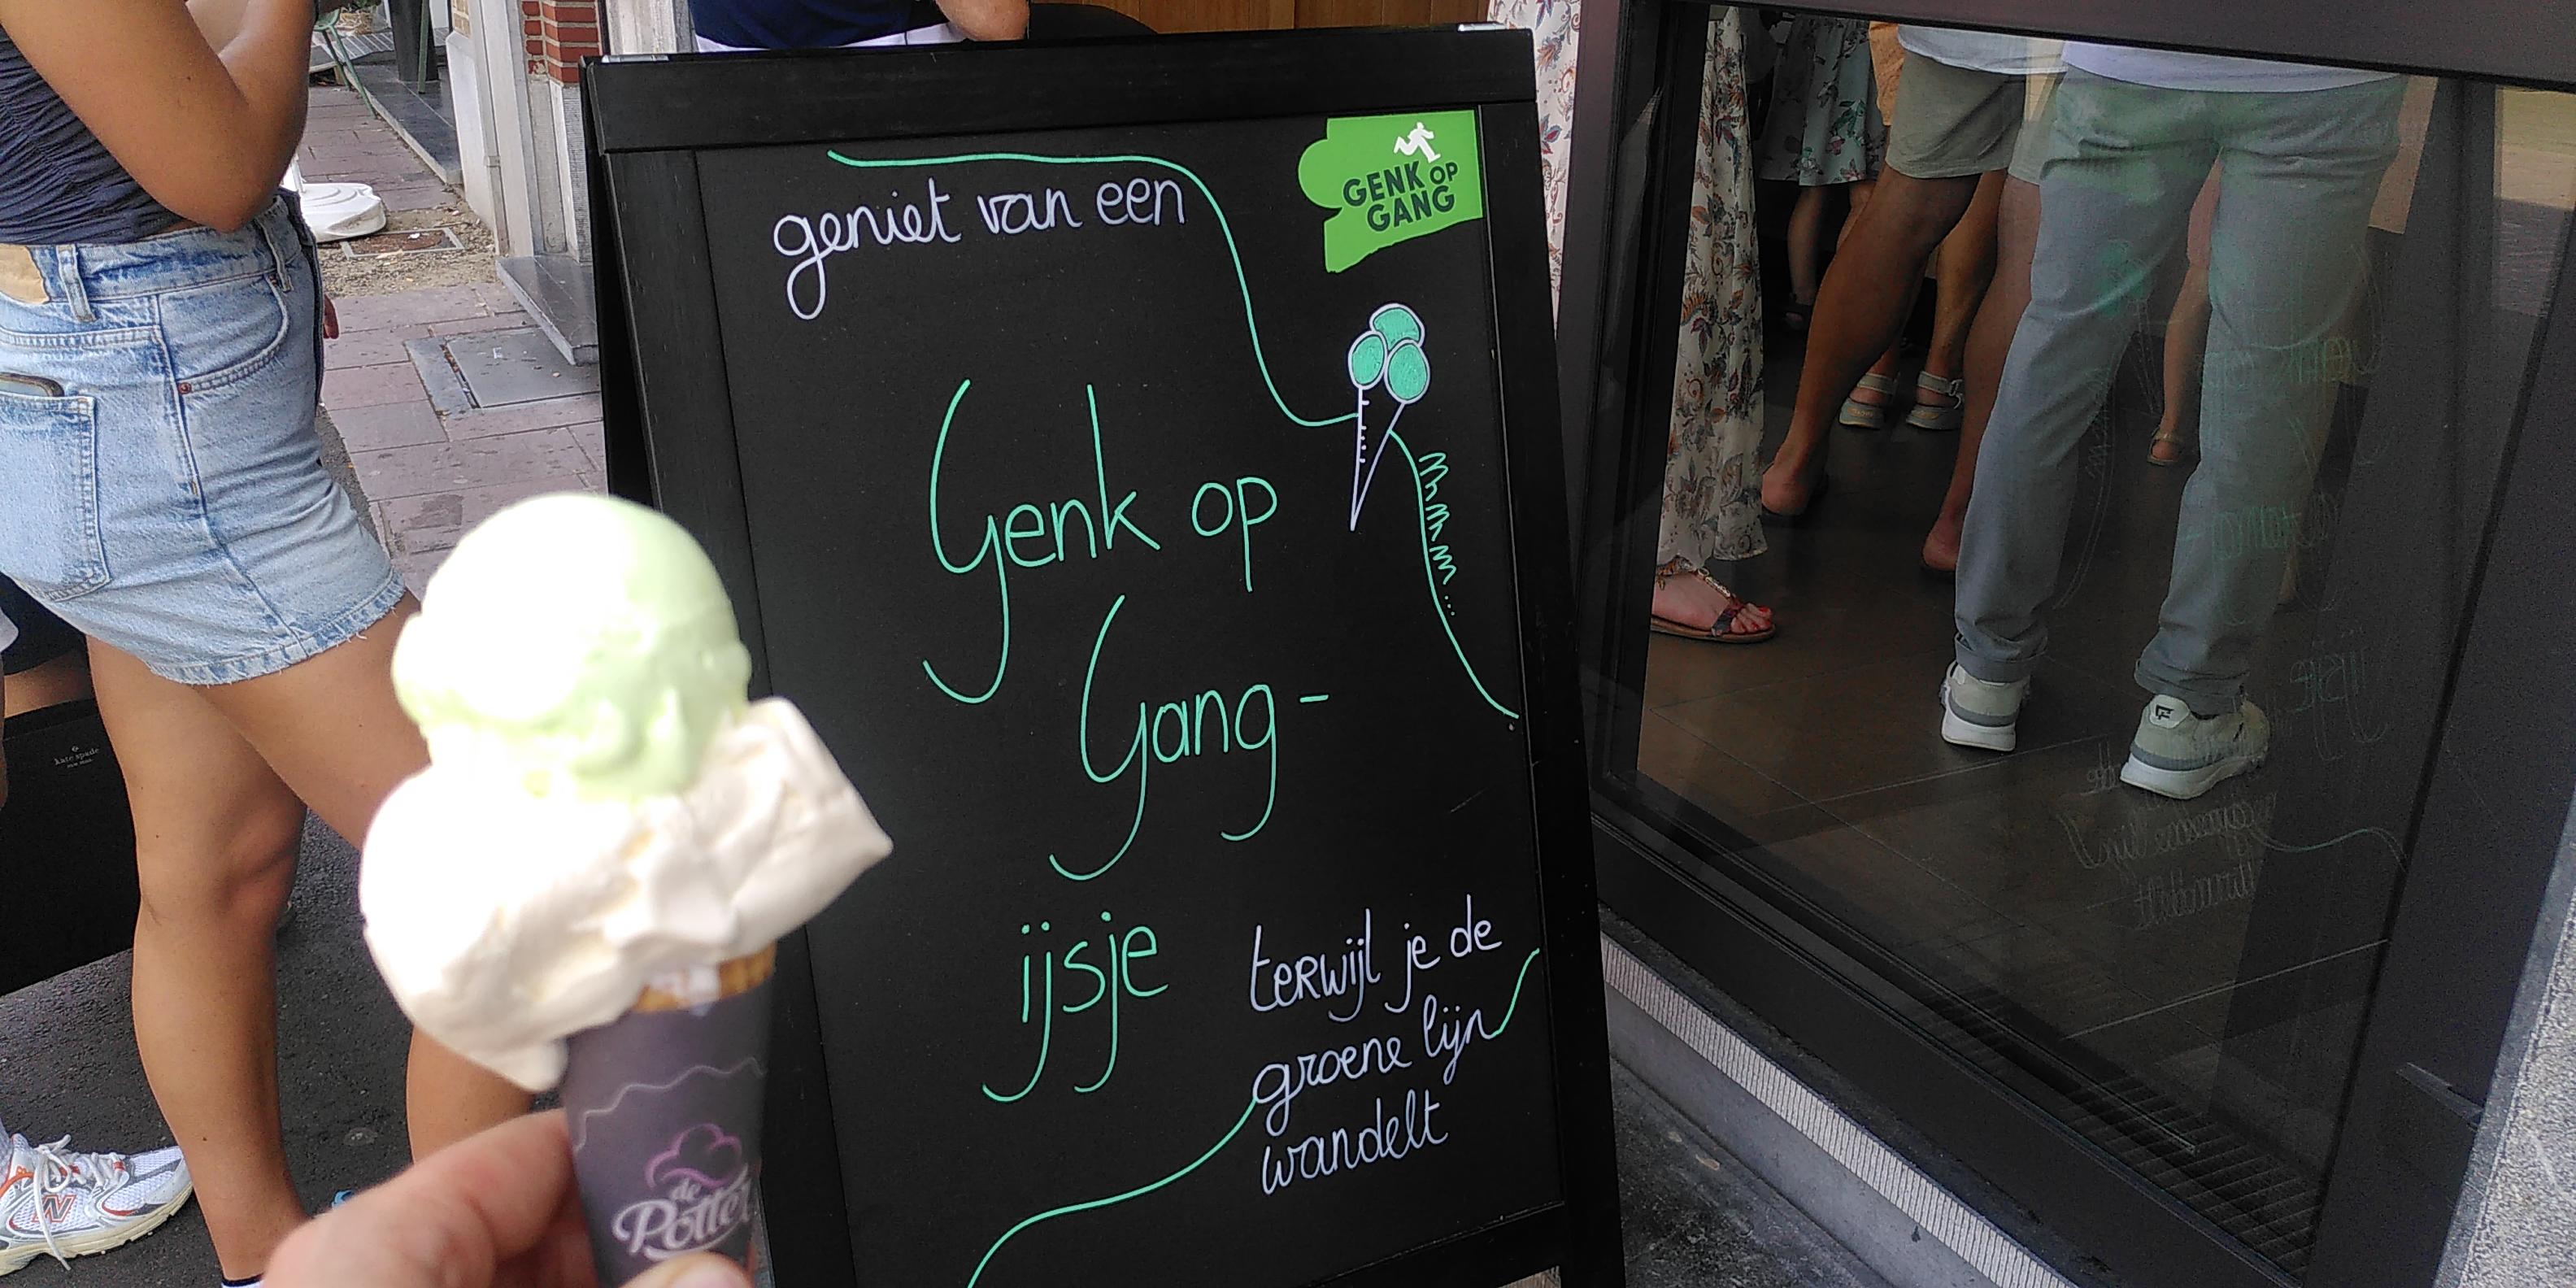 geniet van een
GENK OP
GANG
Genk op
Gang-
ijsje
mmmm....
terwijl je de
groene lijn
wandelt
de
Potter
kate spade
N